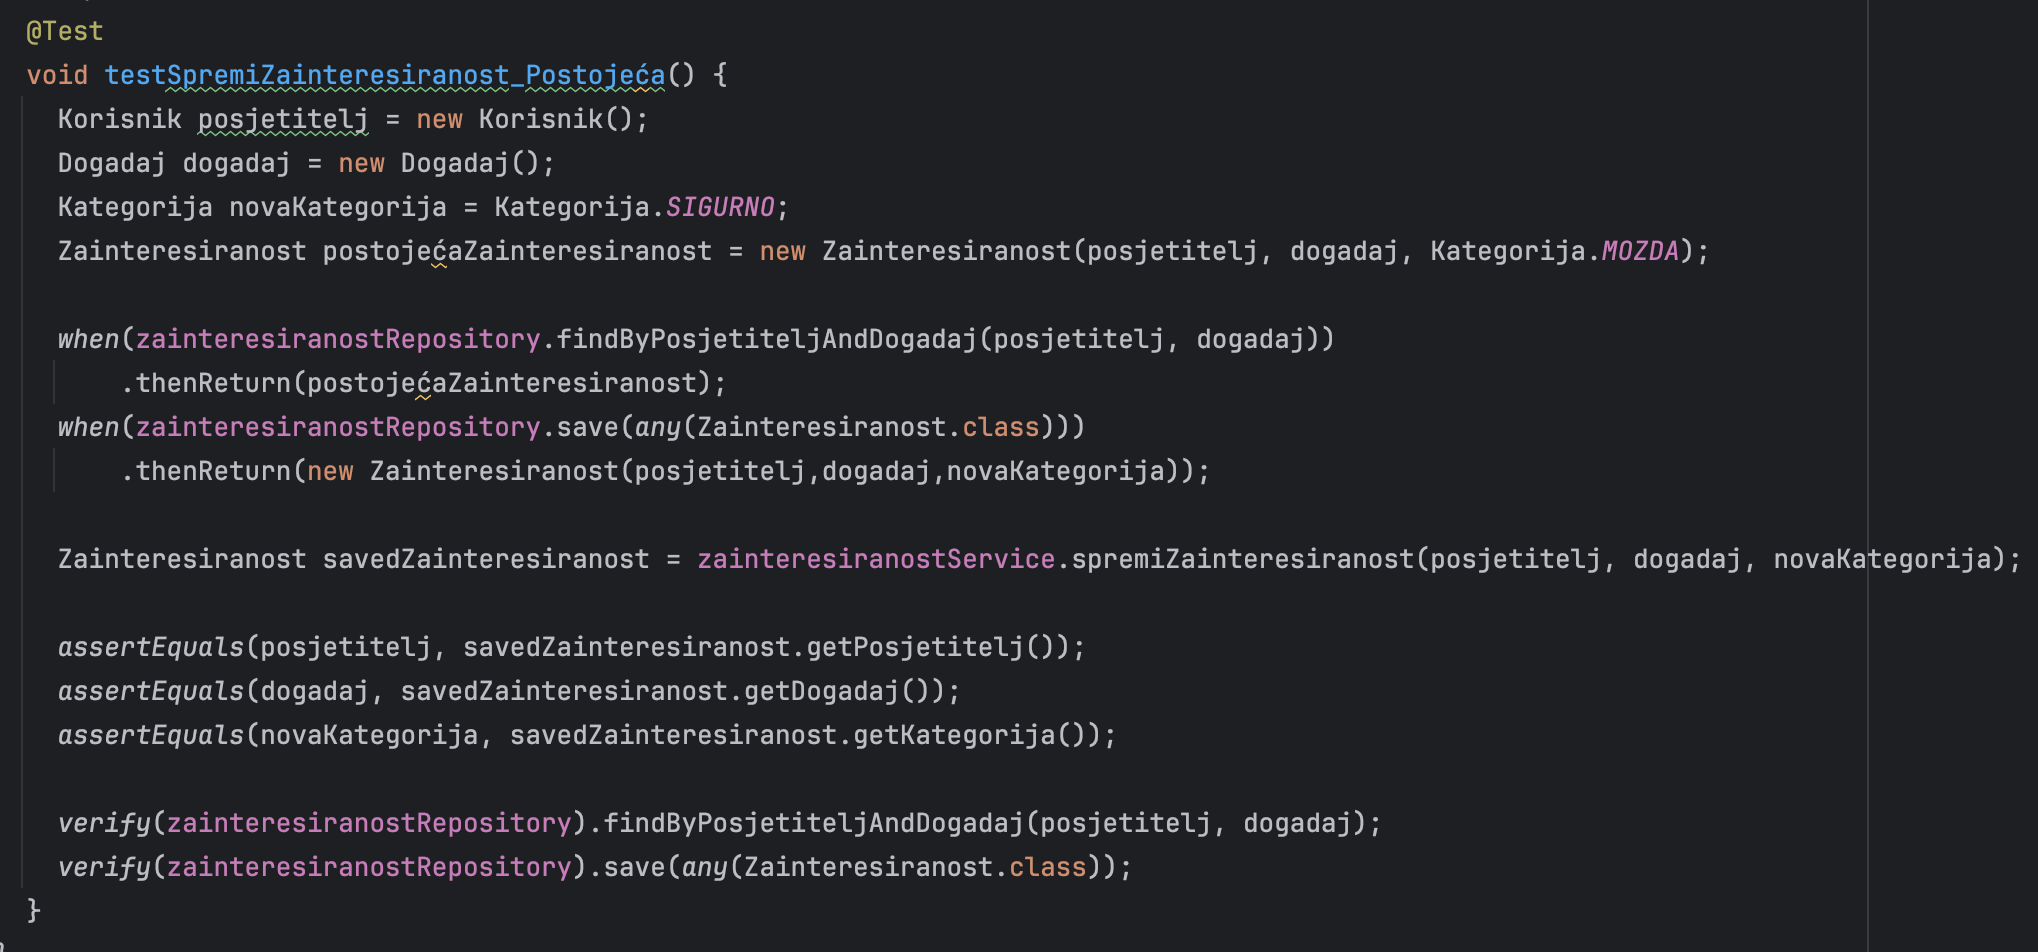 @Test
void testSpremiZainteresiranost_Postojeća() {
Korisnik posjetitelj = new Korisnik();
Dogadaj dogadaj = new Dogadaj();
Kategorija novaKategorija = Kategorija.SIGURNO;
Zainteresiranost postojećaZainteresiranost = new Zainteresiranost(posjetitelj, dogadaj, Kategorija.MOZDA);
when(zainteresiranostRepository.findByPosjetiteljAndDogadaj(posjetitelj, dogadaj))
.thenReturn(postojećaZainteresiranost);
when(zainteresiranostRepository.save(any(Zainteresiranost.class)))
.thenReturn(new Zainteresiranost(posjetitelj,dogadaj,novaKategorija));
Zainteresiranost savedZainteresiranost = zainteresiranostService.spremiZainteresiranost(posjetitelj, dogadaj, novaKategorija);
assertEquals(posjetitelj, savedZainteresiranost.getPosjetitelj());
assertEquals(dogadaj, savedZainteresiranost.getDogadaj());
assertEquals(novaKategorija, savedZainteresiranost.getKategorija());
verify(zainteresiranostRepository).findByPosjetiteljAndDogadaj(posjetitelj, dogadaj);
verify(zainteresiranostRepository).save(any(Zainteresiranost.class));
}